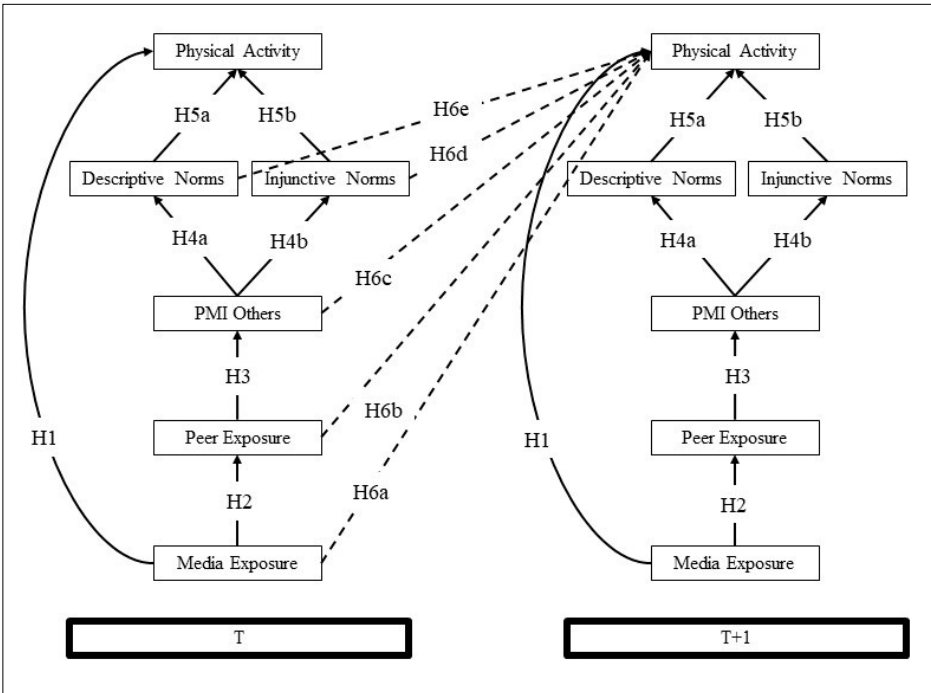 Physical Activity
Physical Activity
H5a
H5b
H6e
H5a
H5b
H6d
Descriptive Norms
Injunctive Norms
Descriptive Norms
Injunctive Norms
H4a
H4b
H4a
H4b
H6c
PMI Others
PMI Others
H3
H3
H6b
H1
Peer Exposure
H1
Peer Exposure
H6a
H2
H2
Media Exposure
Media Exposure
T
T+1